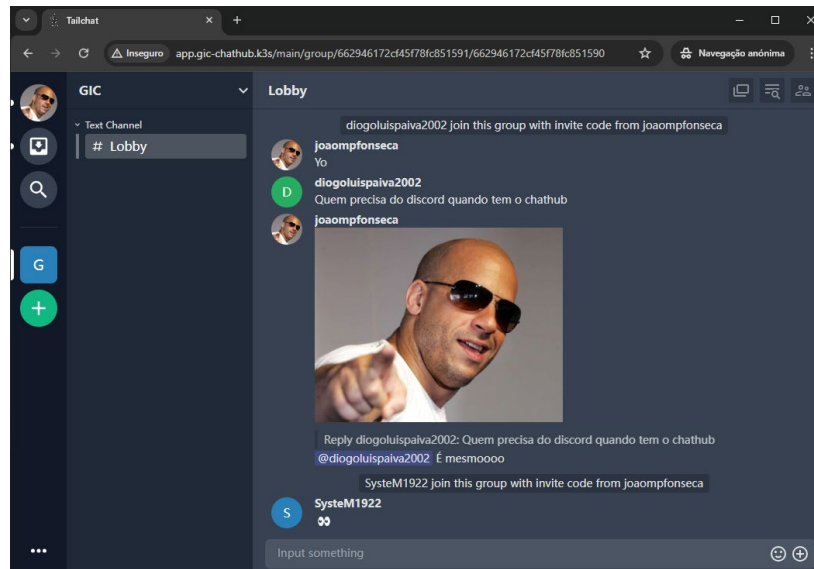 Tailchat
Inseguro
app.gic-chathub.k3s/main/group/662946172cf45f78fc851591/662946172cf45f78fc851590
Navegação anónima
GIC
Lobby
Text Channel
# Lobby
diogoluispaiva2002 join this group with invite code from joaompfonseca
joaompfonseca
Yo
D
diogoluispaiva2002
Quem precisa do discord quando tem o chathub
joaompfonseca
G
Reply diogoluispaiva2002: Quem precisa do discord quando tem o chathub
@diogoluispaiva2002 É mesmoooo
SysteM1922 join this group with invite code from joaompfonseca
S
SysteM1922
Input something